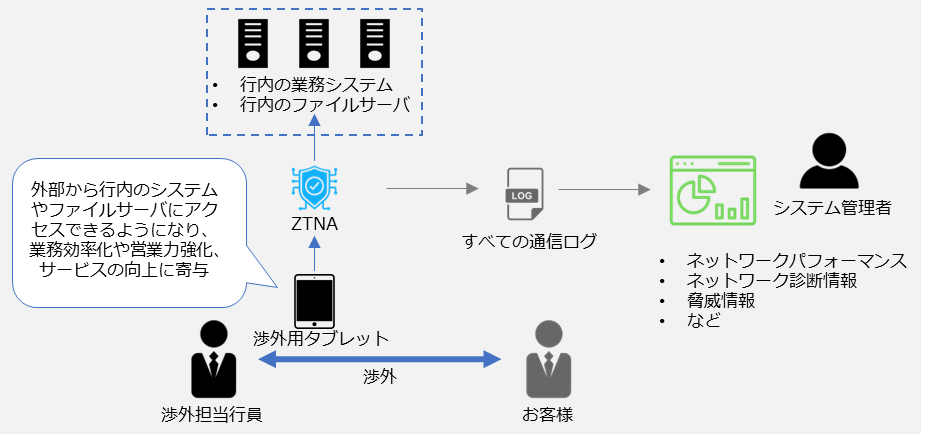 • 行内の業務システム
• 行内のファイルサーバ
外部から行内のシステム
やファイルサーバにアク
セスできるようになり、
業務効率化や営業力強化、
サービスの向上に寄与
ZTNA
LOG
すべての通信ログ
システム管理者
• ネットワークパフォーマンス
• ネットワーク診断情報
• 脅威情報
• など
渉外用タブレット
渉外
渉外担当行員
お客様